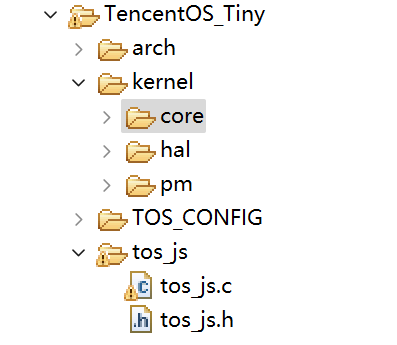 TencentOS_Tiny
arch
kernel
core
hal
pm
TOS_CONFIG
tos_js
tos_js.c
tos_js.h